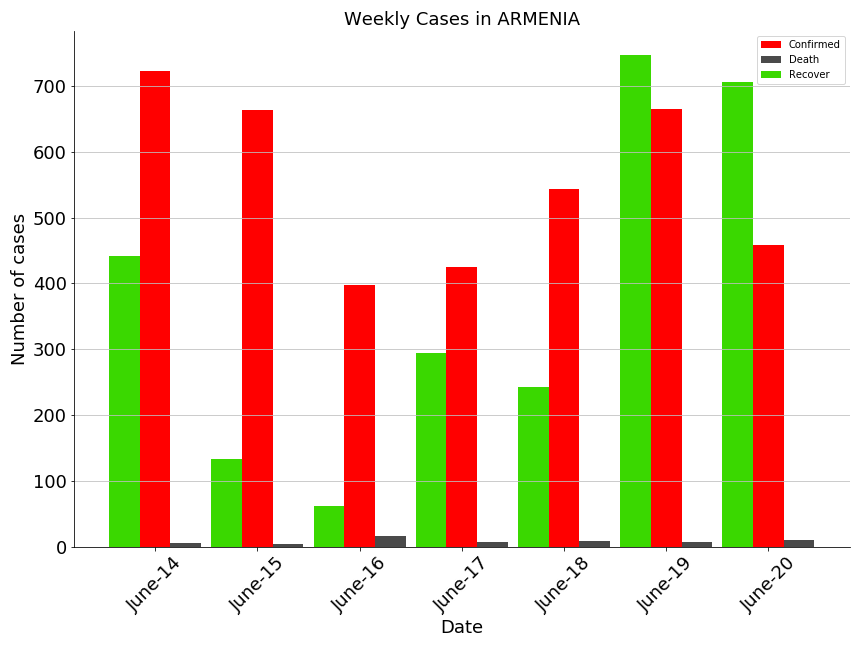 Weekly Cases in ARMENIA
Confirmed
Death
Recover
Number of cases
700
600
500
400
300
200
100
0
June-14
June-15
June-16
June-17
June-18
June-19
June-20
Date